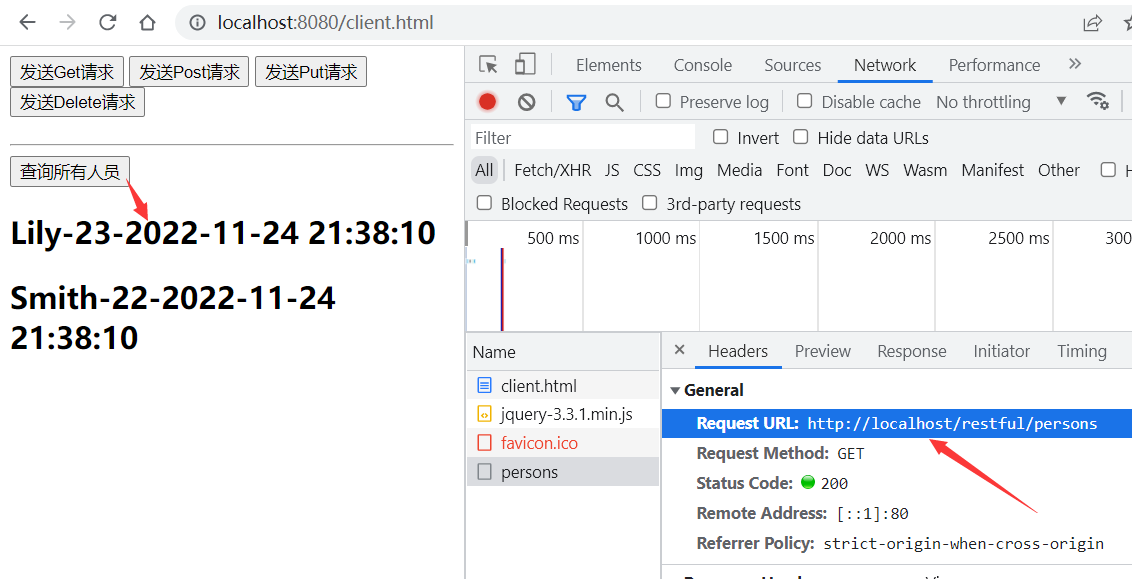 localhost:8080/client.html
发送Get请求 发送Post请求 发送Put请求
发送Delete请求
查询所有人员
Lily-23-2022-11-24 21:38:10
Smith-22-2022-11-24
21:38:10
Elements Console Sources Network Performance »
Preserve log Disable cache No throttling
Filter Invert Hide data URLs
All Fetch/XHR JS CSS Img Media Font Doc WS Wasm Manifest Other
Blocked Requests 3rd-party requests
500 ms 1000 ms 1500 ms 2000 ms 2500 ms 300
Name
client.html
jquery-3.3.1.min.js
favicon.ico
persons
× Headers Preview Response Initiator Timing
General
Request URL: http://localhost/restful/persons
Request Method: GET
Status Code: 200
Remote Address: [::1]:80
Referrer Policy: strict-origin-when-cross-origin